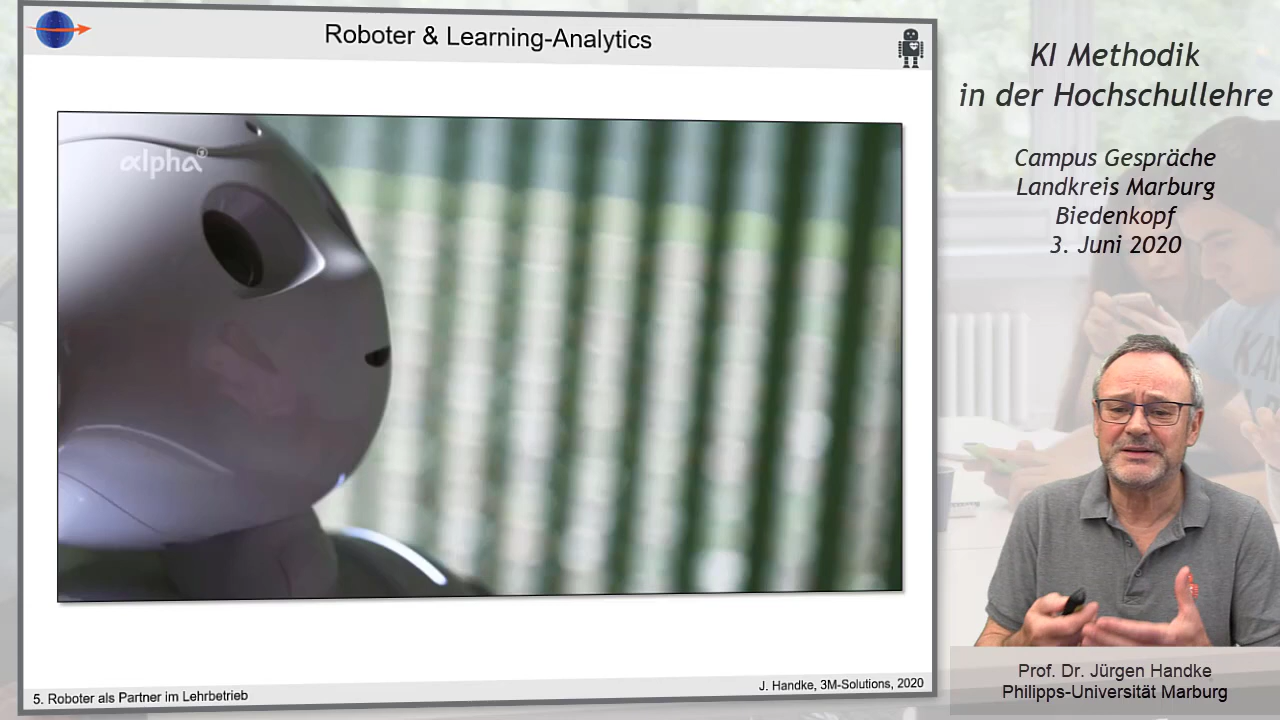 Roboter & Learning-Analytics
alpha
5. Roboter als Partner im Lehrbetrieb
J. Handke, 3M-Solutions, 2020
KI Methodik
in der Hochschullehre
Campus Gespräche
Landkreis Marburg
Biedenkopf
3. Juni 2020
Prof. Dr. Jürgen Handke
Philipps-Universität Marburg